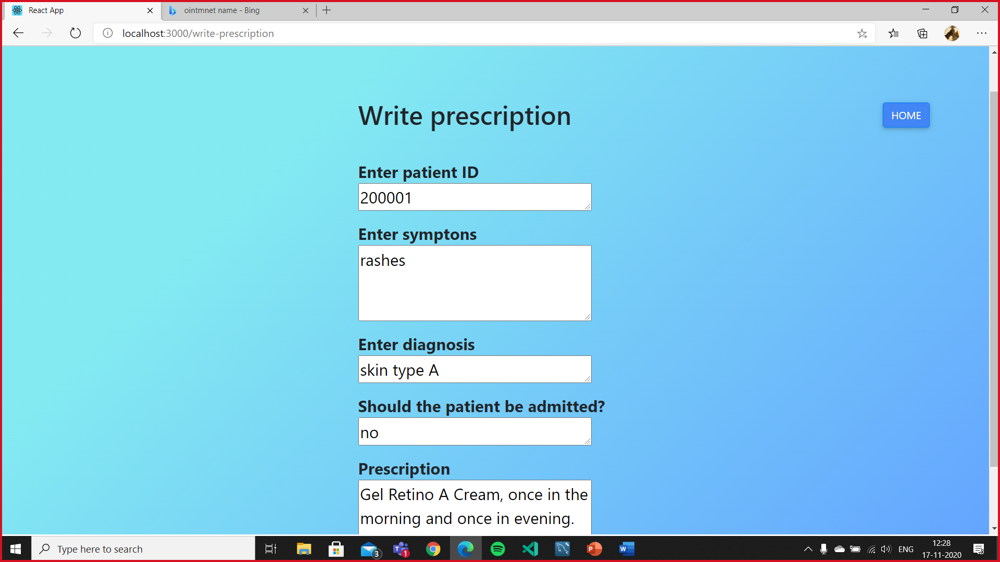 React App
ointmnet name - Bing
localhost:3000/write-prescription
Write prescription
HOME
Enter patient ID
200001
Enter symptons
rashes
Enter diagnosis
skin type A
Should the patient be admitted?
no
Prescription
Gel Retino A Cream, once in the
morning and once in evening.
Type here to search
3
1
ENG
12:28
17-11-2020